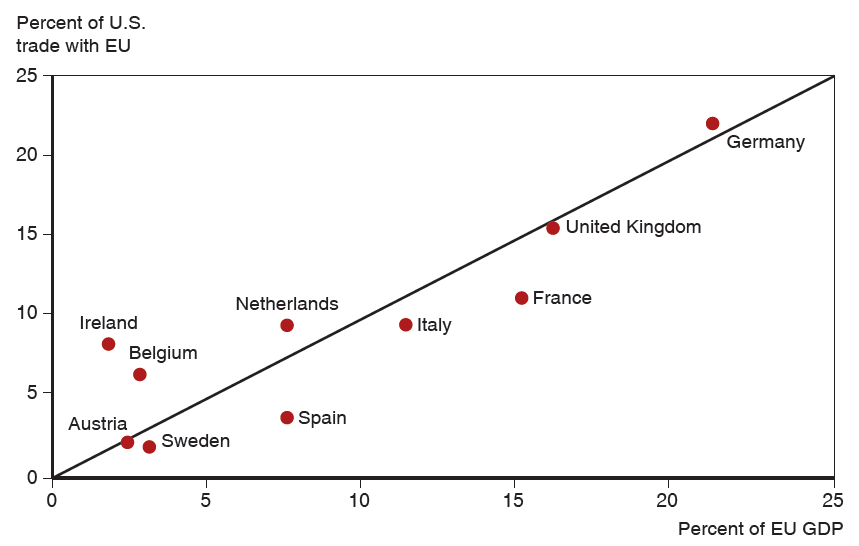 Percent of U.S.
trade with EU
25
20
Germany
15
United Kingdom
Netherlands
France
10
Ireland
Italy
Belgium
5
Austria
Spain
Sweden
0
0 5 10 15 20 25
Percent of EU GDP